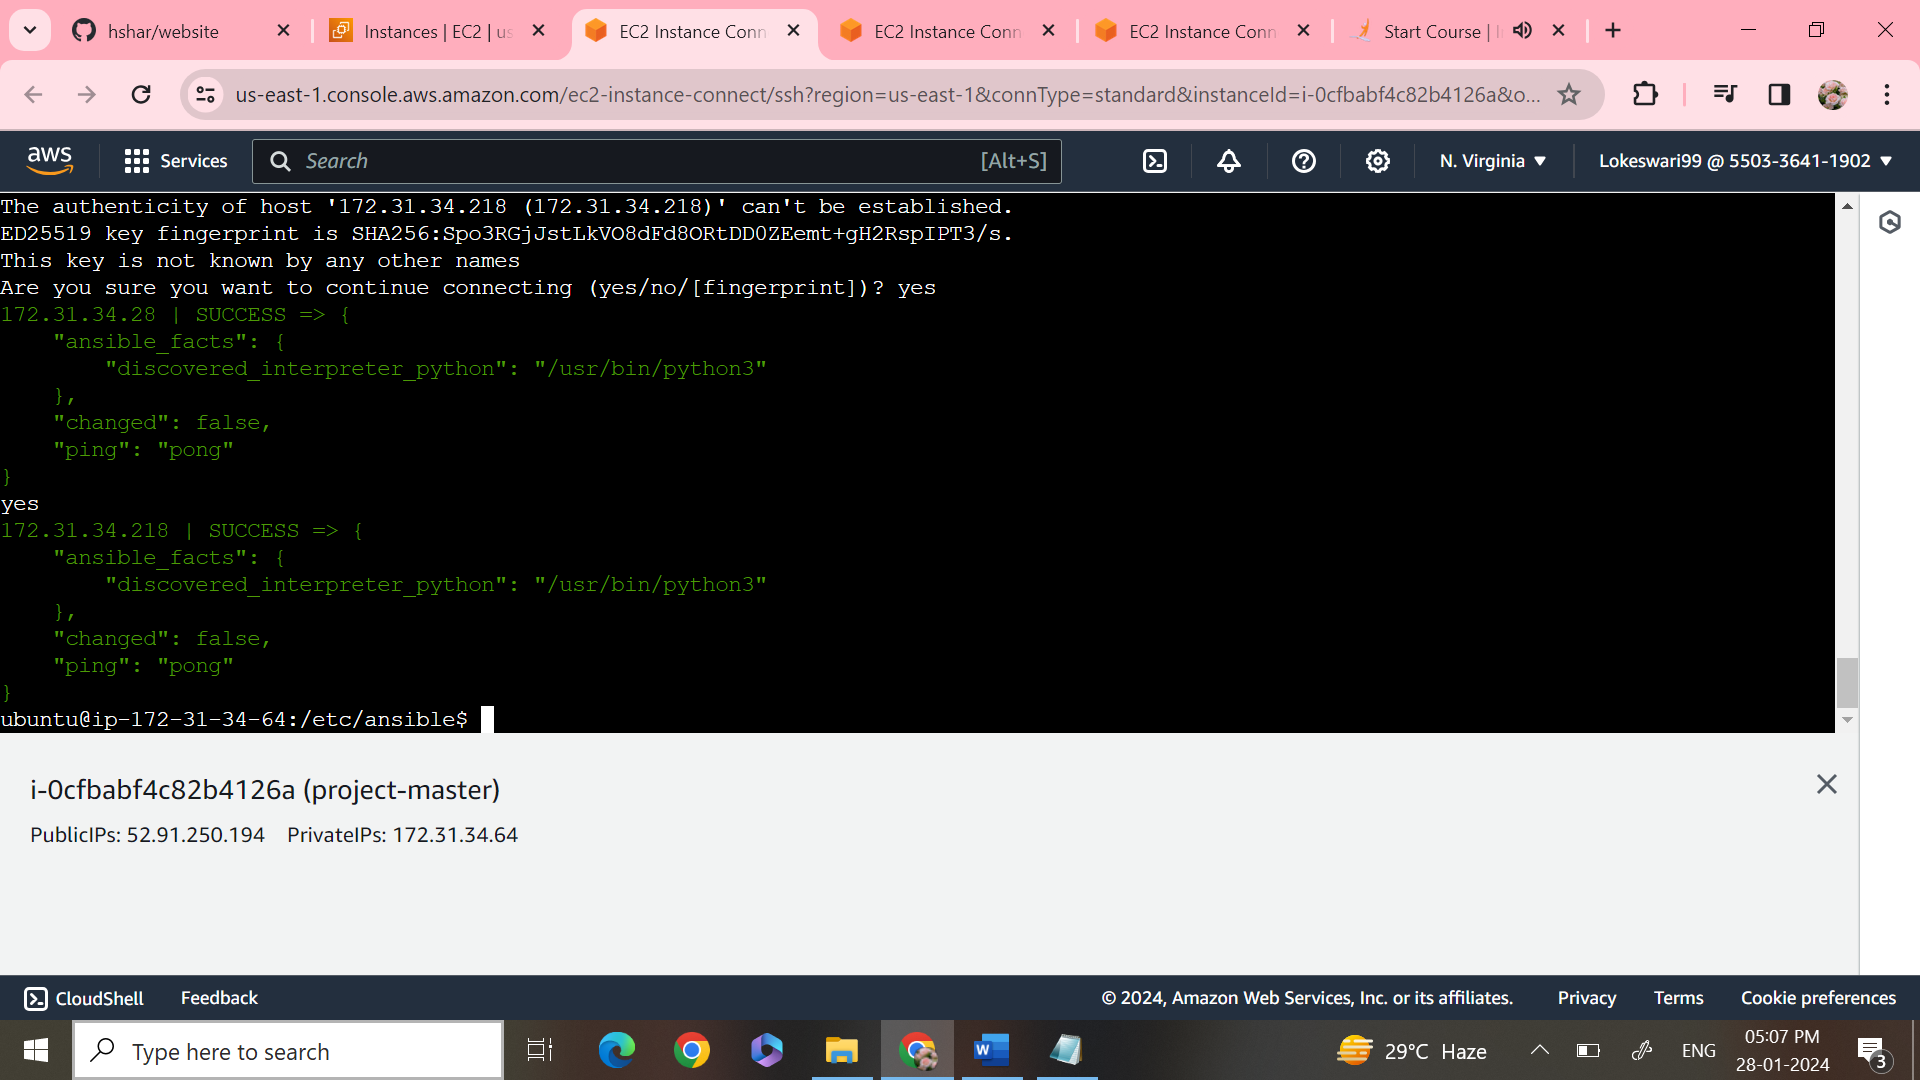 hshar/website
Instances | EC2 | us
EC2 Instance Conn
EC2 Instance Conn
EC2 Instance Conn
Start Course | I
us-east-1.console.aws.amazon.com/ec2-instance-connect/ssh?region=us-east-1&connType=standard&instanceId=i-0cfbabf4c82b4126a&o...
aws
Services
Search
[Alt+S]
N. Virginia
Lokeswari99 @ 5503-3641-1902
The authenticity of host '172.31.34.218 (172.31.34.218)' can't be established.
ED25519 key fingerprint is SHA256:Spo3RGjJstLkVO8dFd8ORtDD0ZEemt+gH2RspIPT3/s.
This key is not known by any other names
Are you sure you want to continue connecting (yes/no/[fingerprint])? yes
172.31.34.28 | SUCCESS => {
    "ansible_facts": {
        "discovered_interpreter_python": "/usr/bin/python3"
    },
    "changed": false,
    "ping": "pong"
}
yes
172.31.34.218 | SUCCESS => {
    "ansible_facts": {
        "discovered_interpreter_python": "/usr/bin/python3"
    },
    "changed": false,
    "ping": "pong"
}
ubuntu@ip-172-31-34-64:/etc/ansible$
i-0cfbabf4c82b4126a (project-master)
PublicIPs: 52.91.250.194 PrivateIPs: 172.31.34.64
CloudShell
Feedback
© 2024, Amazon Web Services, Inc. or its affiliates.
Privacy
Terms
Cookie preferences
Type here to search
W
29°C Haze
ENG
05:07 PM
28-01-2024
3